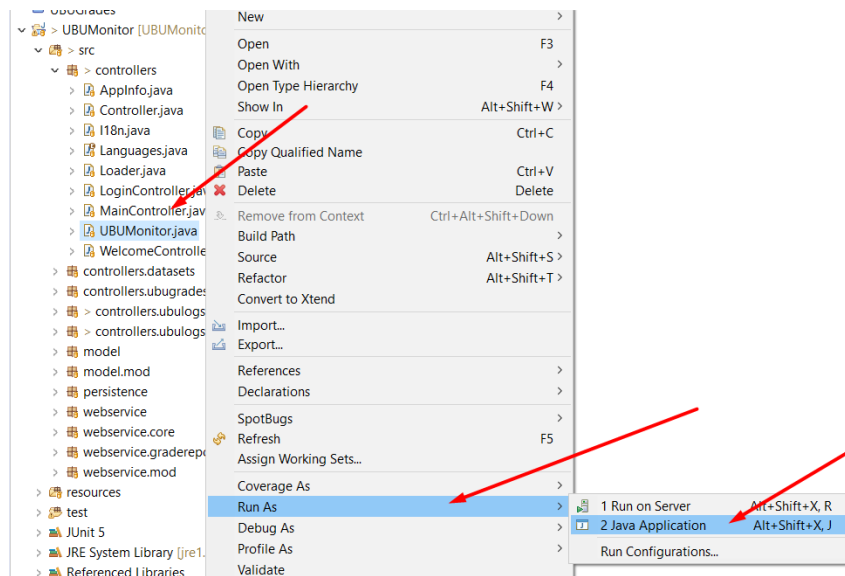 UBUGrades
> UBUMonitor [UBUMonitc
> src
> controllers
AppInfo.java
Controller.java
I18n.java
Languages.java
Loader.java
LoginController.jav
MainController.jav
UBUMonitor.java
WelcomeControlle
controllers.datasets
controllers.ubugrades
> controllers.ubulogs
> controllers.ubulogs
model
model.mod
persistence
webservice
webservice.core
webservice.graderepo
webservice.mod
resources
test
JUnit 5
JRE System Library [jre1.
Referenced Libraries
New >
Open F3
Open With >
Open Type Hierarchy F4
Show In Alt+Shift+W >
Copy Ctrl+C
Copy Qualified Name
Paste Ctrl+V
Delete Delete
Remove from Context Ctrl+Alt+Shift+Down
Build Path >
Source Alt+Shift+S >
Refactor Alt+Shift+T >
Convert to Xtend
Import...
Export...
References >
Declarations >
SpotBugs >
Refresh F5
Assign Working Sets...
Coverage As >
Run As >
Debug As >
Profile As >
Validate
1 Run on Server Alt+Shift+X, R
2 Java Application Alt+Shift+X, J
Run Configurations...